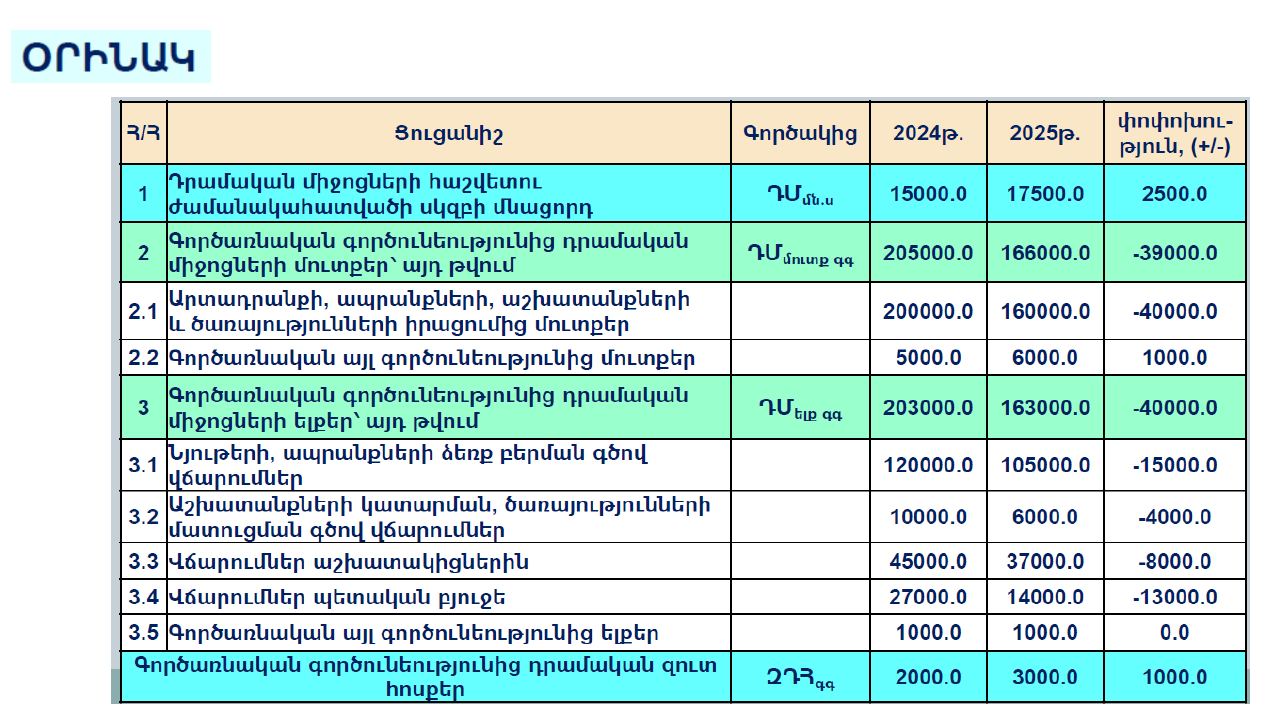 ՕՐԻՆԱԿ
Հ/Հ Ցուցանիշ Գործակից 2024թ. 2025թ. փոփոխու-
թյուն, (+/-)
1 Դրամական միջոցների հաշվետու
ժամանակահատվածի սկզբի մնացորդ ԴՄմն.ս 15000.0 17500.0 2500.0
2 Գործառնական գործունեությունից դրամական
միջոցների մուտքեր՝ այդ թվում ԴՄմուտք գգ 205000.0 166000.0 -39000.0
2.1 Արտադրանքի, ապրանքների, աշխատանքների
և ծառայությունների իրացումից մուտքեր 200000.0 160000.0 -40000.0
2.2 Գործառնական այլ գործունեությունից մուտքեր 5000.0 6000.0 1000.0
3 Գործառնական գործունեությունից դրամական
միջոցների ելքեր՝ այդ թվում ԴՄելք գգ 203000.0 163000.0 -40000.0
3.1 Նյութերի, ապրանքների ձեռք բերման գծով
վճարումներ 120000.0 105000.0 -15000.0
3.2 Աշխատանքների կատարման, ծառայությունների
մատուցման գծով վճարումներ 10000.0 6000.0 -4000.0
3.3 Վճարումներ աշխատակիցներին 45000.0 37000.0 -8000.0
3.4 Վճարումներ պետական բյուջե 27000.0 14000.0 -13000.0
3.5 Գործառնական այլ գործունեությունից ելքեր 1000.0 1000.0 0.0
Գործառնական գործունեությունից դրամական զուտ
հոսքեր ԶԴՀգգ 2000.0 3000.0 1000.0